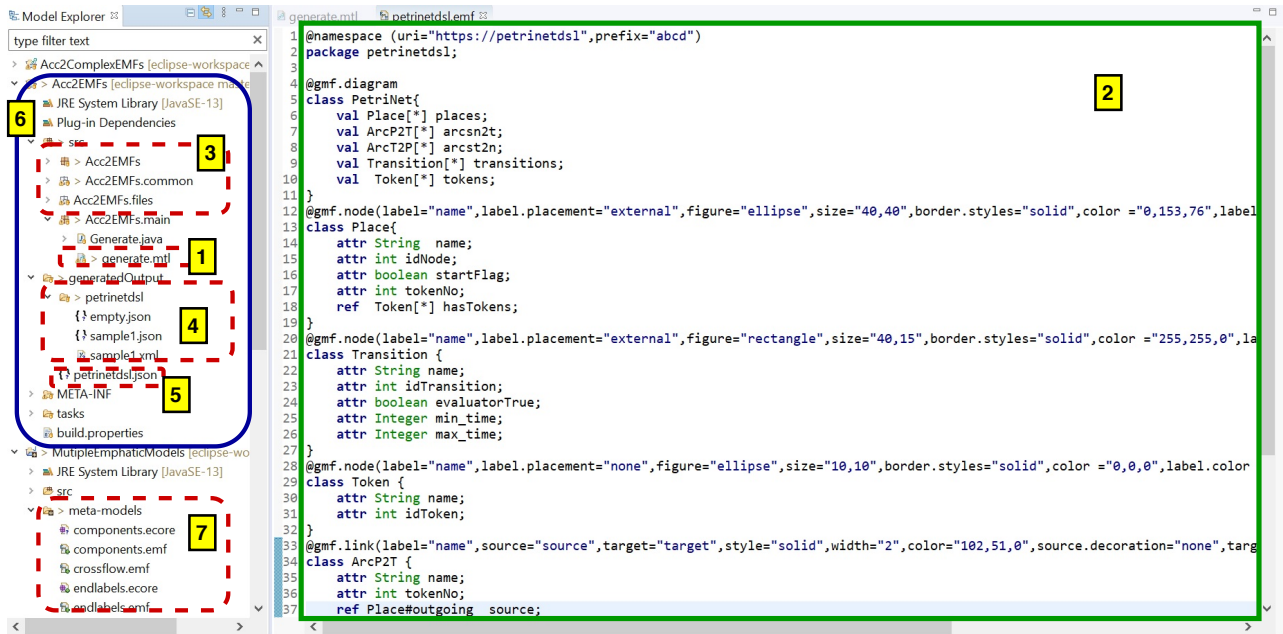 Model Explorer
type filter text
Acc2ComplexEMFs [eclipse-workspace
> Acc2EMFs [eclipse-workspace maste
JRE System Library [JavaSE-13]
6
Plug-in Dependencies
> src
3
> Acc2EMFs
> Acc2EMFs.common
Acc2EMFs.files
> Acc2EMFs.main
Generate.java
> generate.mtl
1
> generatedOutput
> petrinetdsl
empty.json
4
sample1.json
sample1.xml
petrinetdsl.json
5
META-INF
tasks
build.properties
> MutipleEmphaticModels [eclipse-wo
JRE System Library [JavaSE-13]
src
> meta-models
7
components.ecore
components.emf
crossflow.emf
endlabels.ecore
endlabels.emf
generate.mtl
petrinetdsl.emf
2
1 @namespace (uri="https://petrinetdsl",prefix="abcd")
2 package petrinetdsl;
3
4 @gmf.diagram
5 class PetriNet{
6 val Place[*] places;
7 val ArcP2T[*] arcsn2t;
8 val ArcT2P[*] arcst2n;
9 val Transition[*] transitions;
10 val Token[*] tokens;
11 }
12 @gmf.node(label="name",label.placement="external",figure="ellipse",size="40,40",border.styles="solid",color ="0,153,76",label
13 class Place{
14 attr String name;
15 attr int idNode;
16 attr boolean startFlag;
17 attr int tokenNo;
18 ref Token[*] hasTokens;
19 }
20 @gmf.node(label="name",label.placement="external",figure="rectangle",size="40,15",border.styles="solid",color ="255,255,0",la
21 class Transition {
22 attr String name;
23 attr int idTransition;
24 attr boolean evaluatorTrue;
25 attr Integer min_time;
26 attr Integer max_time;
27 }
28 @gmf.node(label="name",label.placement="none",figure="ellipse",size="10,10",border.styles="solid",color ="0,0,0",label.color
29 class Token {
30 attr String name;
31 attr int idToken;
32 }
33 @gmf.link(label="name",source="source",target="target",style="solid",width="2",color="102,51,0",source.decoration="none",targ
34 class ArcP2T {
35 attr String name;
36 attr int tokenNo;
37 ref Place#outgoing source;